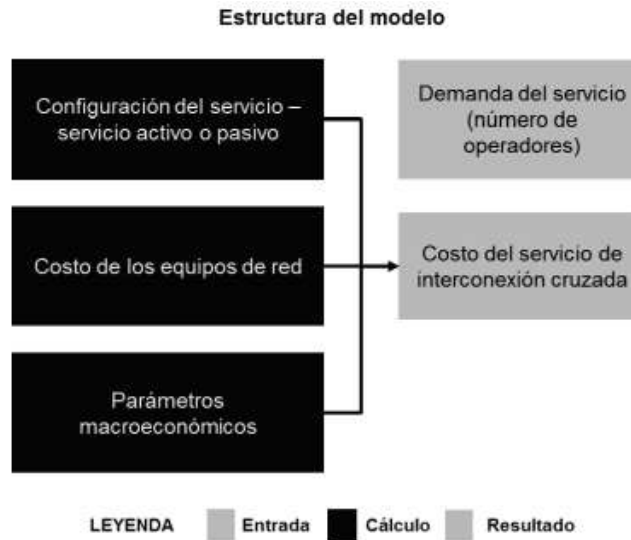 Estructura del modelo
Configuración del servicio –
servicio activo o pasivo
Demanda del servicio
(número de
operadores)
Costo de los equipos de red
Costo del servicio de
interconexión cruzada
Parámetros
macroeconómicos
LEYENDA Entrada Cálculo Resultado